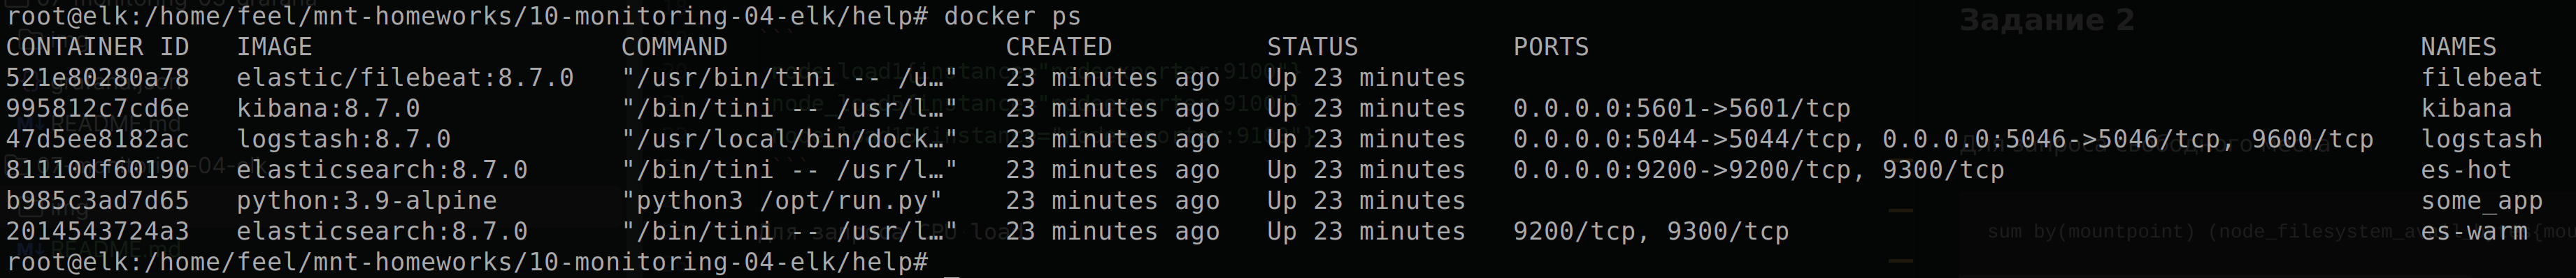 root@elk:/home/feel/mnt-homeworks/10-monitoring-04-elk/help# docker ps
CONTAINER ID   IMAGE                    COMMAND                  CREATED          STATUS          PORTS                                                      NAMES
521e80280a78   elastic/filebeat:8.7.0   "/usr/bin/tini -- /u…"   23 minutes ago   Up 23 minutes                                                              filebeat
995812c7cd6e   kibana:8.7.0             "/bin/tini -- /usr/l…"   23 minutes ago   Up 23 minutes   0.0.0.0:5601->5601/tcp                                     kibana
47d5ee8182ac   logstash:8.7.0           "/usr/local/bin/dock…"   23 minutes ago   Up 23 minutes   0.0.0.0:5044->5044/tcp, 0.0.0.0:5046->5046/tcp, 9600/tcp   logstash
81110df60190   elasticsearch:8.7.0      "/bin/tini -- /usr/l…"   23 minutes ago   Up 23 minutes   0.0.0.0:9200->9200/tcp, 9300/tcp                           es-hot
b985c3ad7d65   python:3.9-alpine        "python3 /opt/run.py"    23 minutes ago   Up 23 minutes                                                              some_app
2014543724a3   elasticsearch:8.7.0      "/bin/tini -- /usr/l…"   23 minutes ago   Up 23 minutes   9200/tcp, 9300/tcp                                         es-warm
root@elk:/home/feel/mnt-homeworks/10-monitoring-04-elk/help# _
Задание 2